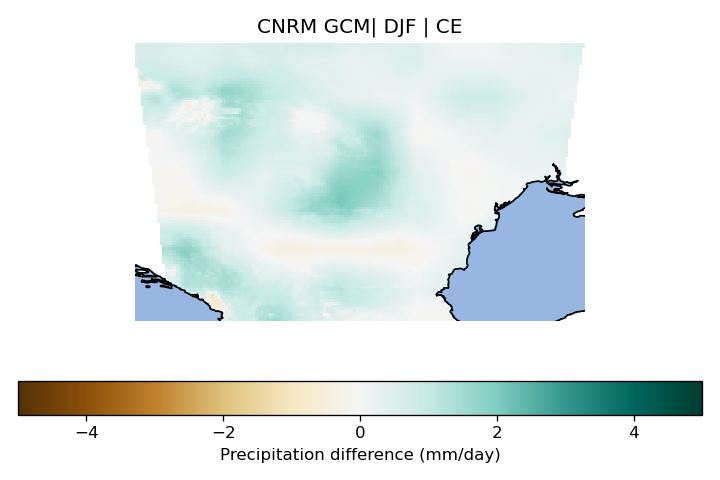 CNRM GCM| DJF | CE
−4 −2 0 2 4
Precipitation difference (mm/day)